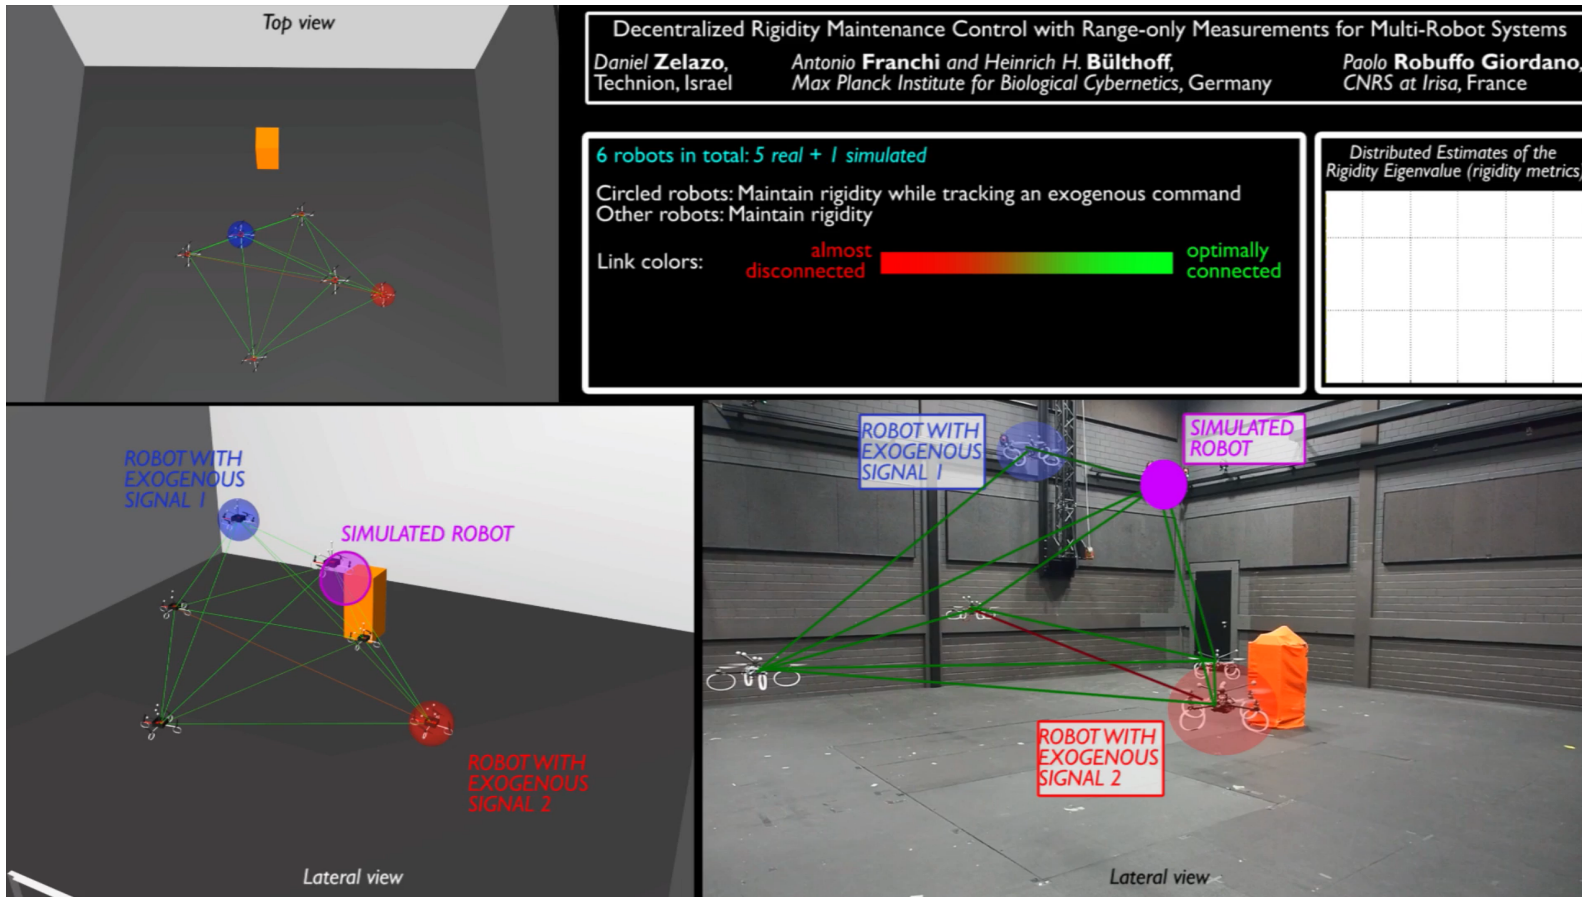 Top view
Decentralized Rigidity Maintenance Control with Range-only Measurements for Multi-Robot Systems
Daniel Zelazo,
Technion, Israel
Antonio Franchi and Heinrich H. Bülthoff,
Max Planck Institute for Biological Cybernetics, Germany
Paolo Robuffo Giordano,
CNRS at Irisa, France
6 robots in total: 5 real + 1 simulated
Circled robots: Maintain rigidity while tracking an exogenous command
Other robots: Maintain rigidity
Link colors:
almost
disconnected
optimally
connected
Distributed Estimates of the
Rigidity Eigenvalue (rigidity metrics)
ROBOT WITH
EXOGENOUS
SIGNAL 1
SIMULATED ROBOT
ROBOT WITH
EXOGENOUS
SIGNAL 2
Lateral view
ROBOT WITH
EXOGENOUS
SIGNAL 1
SIMULATED
ROBOT
ROBOT WITH
EXOGENOUS
SIGNAL 2
Lateral view